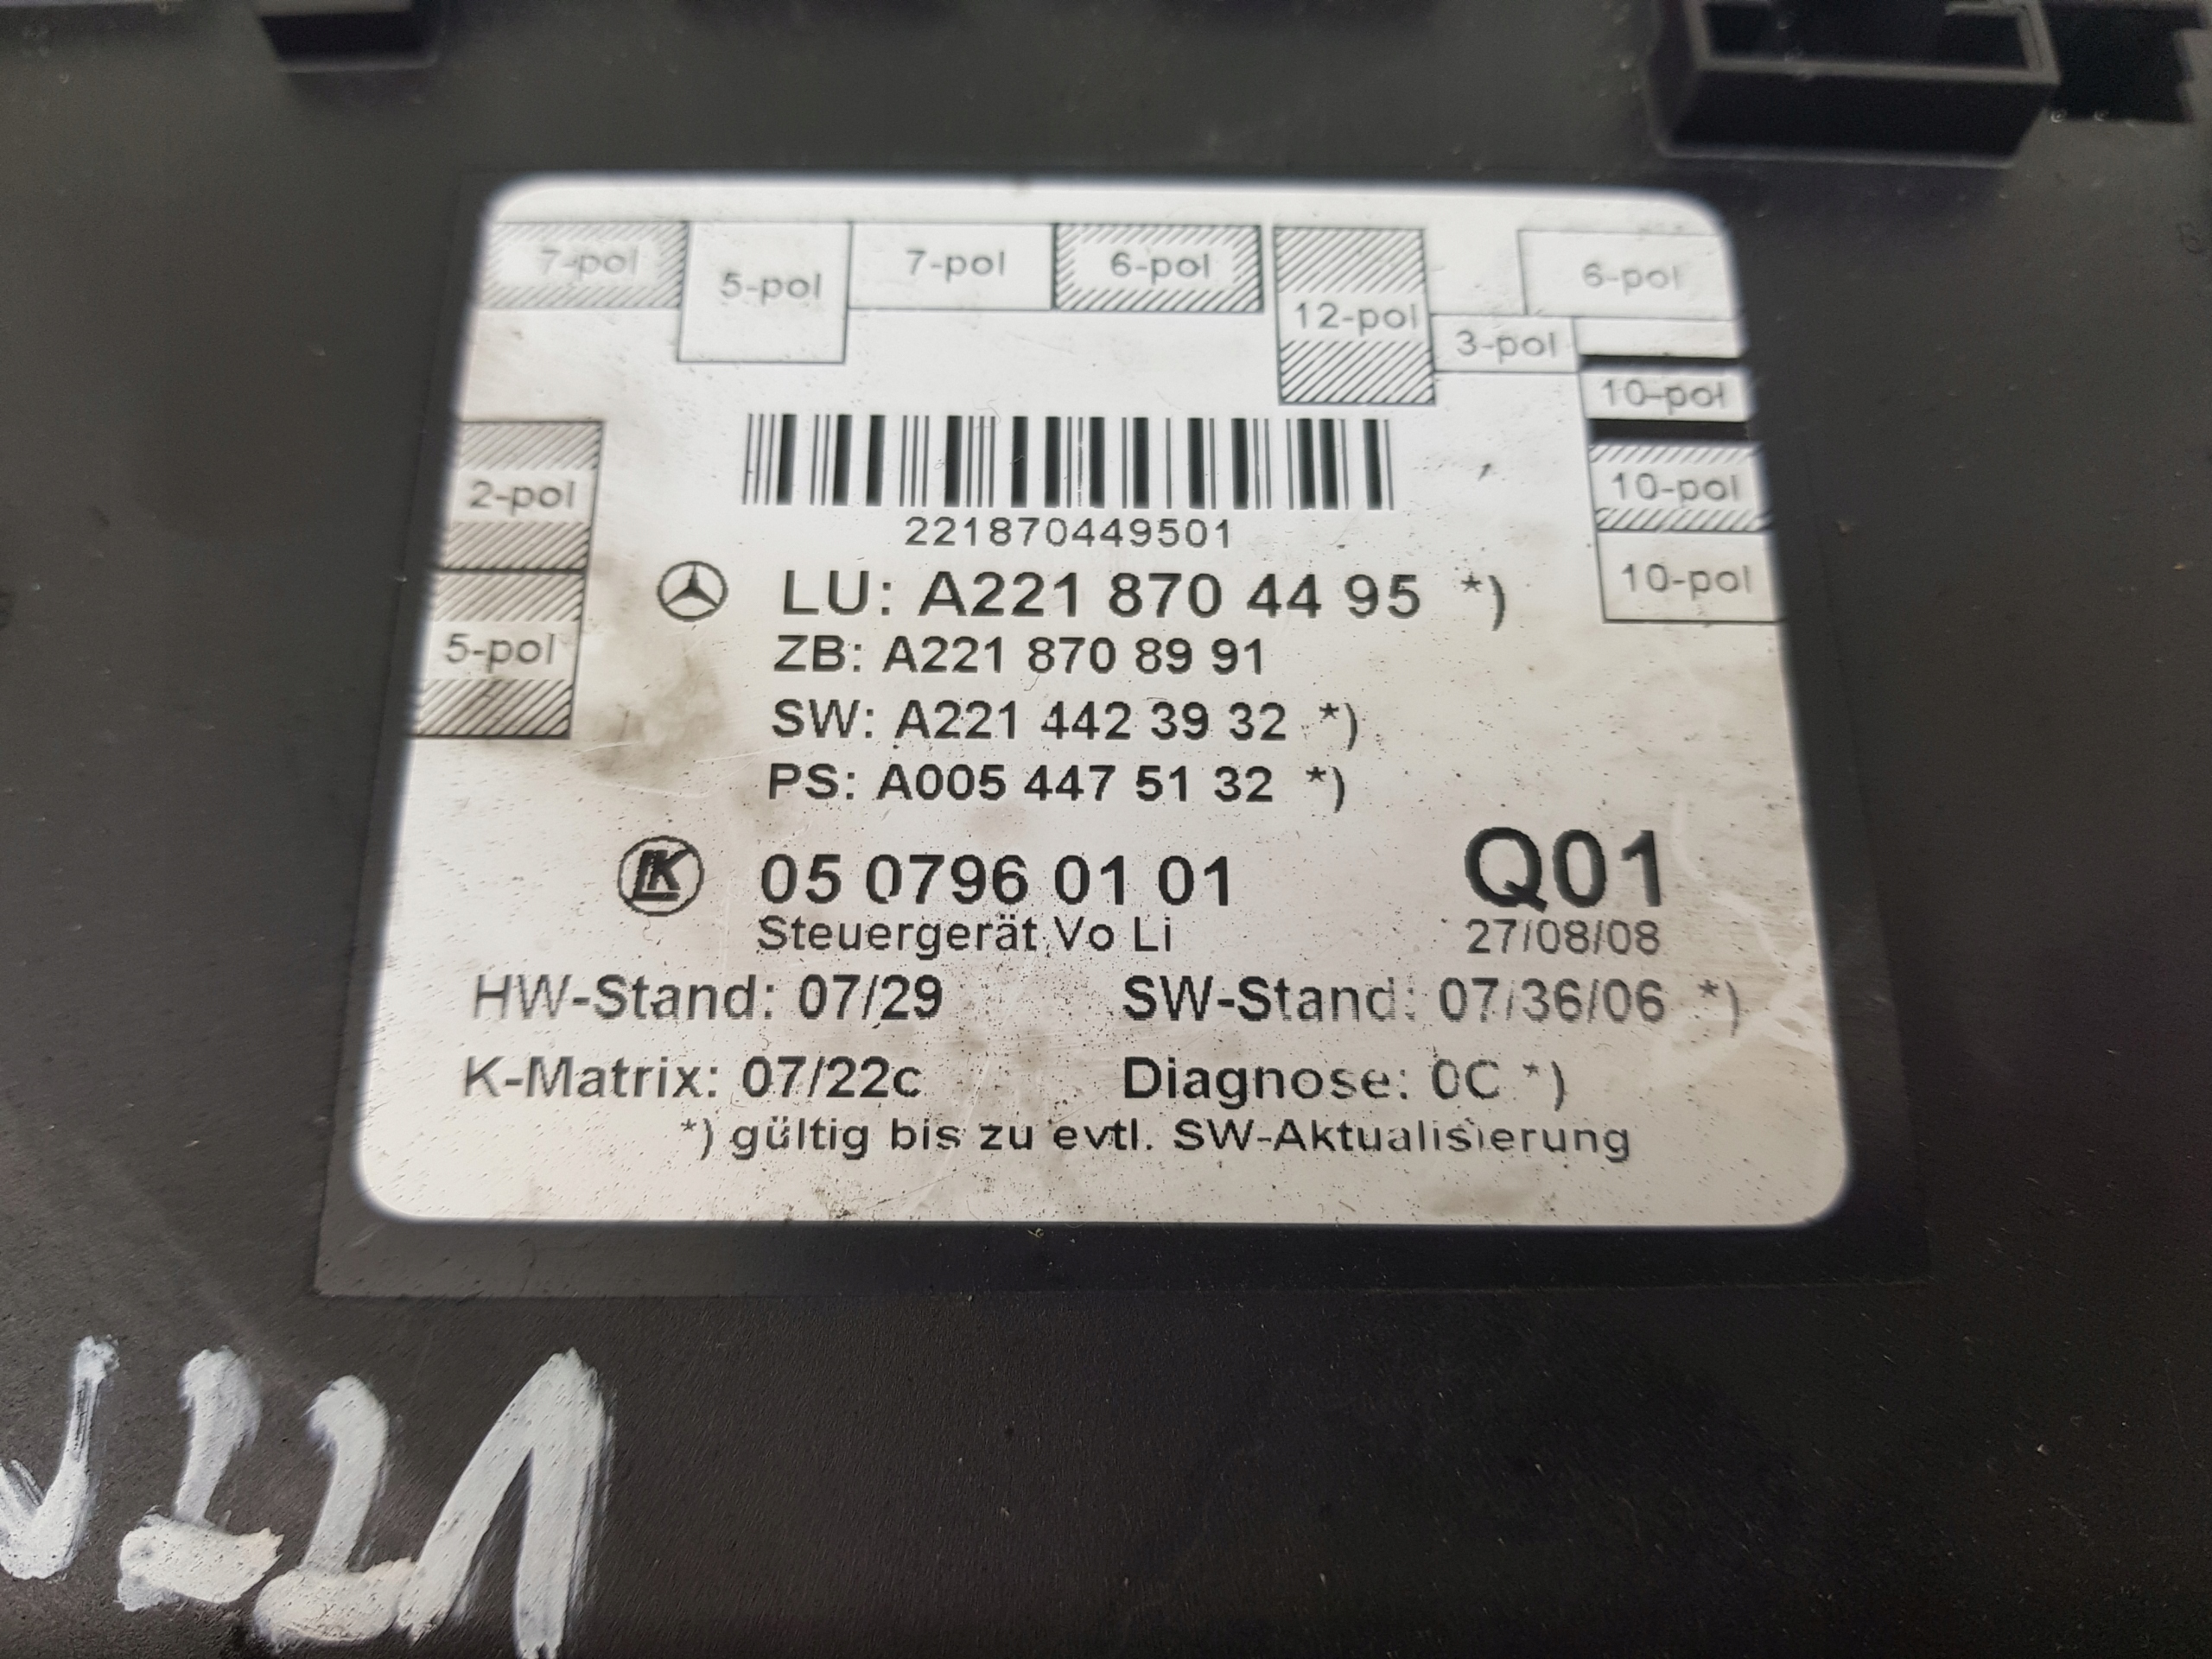 7-pol 5-pol 7-pol 6-pol 12-pol 3-pol 6-pol
10-pol
10-pol
10-pol
2-pol
5-pol
221870449501
LU: A221 870 44 95 *)
ZB: A221 870 89 91
SW: A221 442 39 32 *)
PS: A005 447 51 32 *)
LK 05 0796 01 01 Q01
Steuergerät Vo Li 27/08/08
HW-Stand: 07/29 SW-Stand: 07/36/06 *)
K-Matrix: 07/22c Diagnose: 0C *)
*) gültig bis zu evtl. SW-Aktualisierung
221